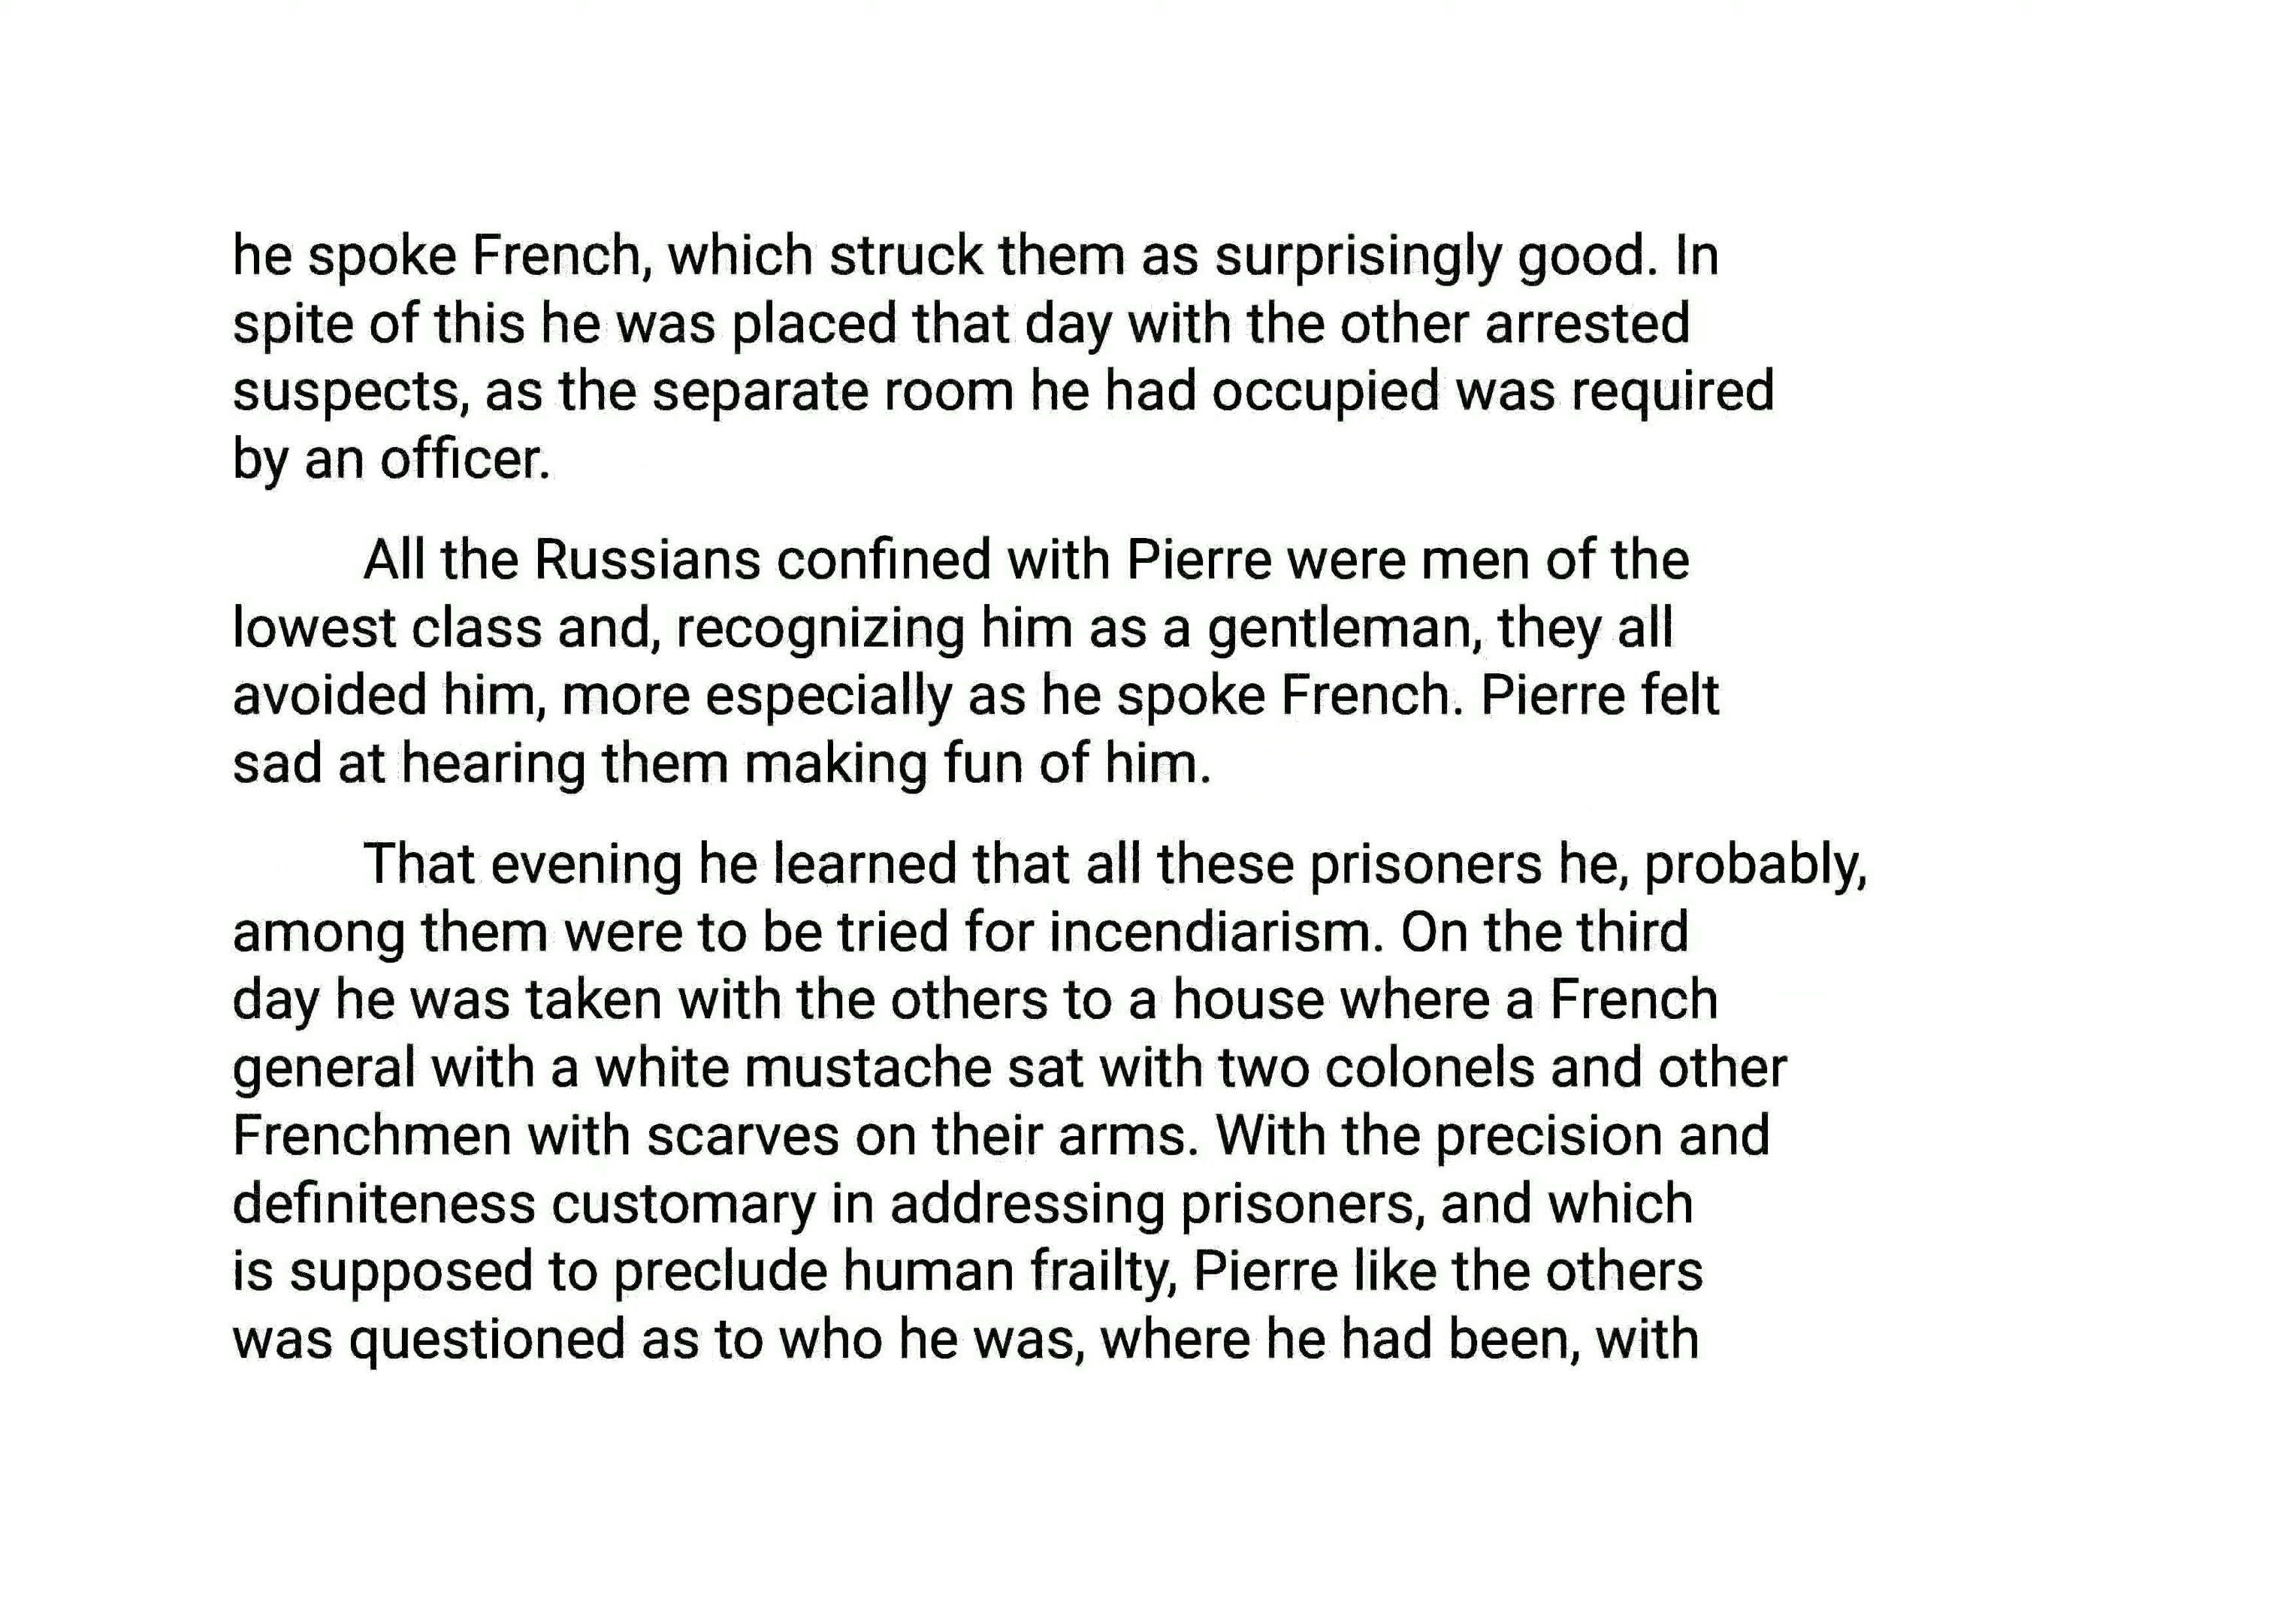 he spoke French, which struck them as surprisingly good. In
spite of this he was placed that day with the other arrested
suspects, as the separate room he had occupied was required
by an officer.
All the Russians confined with Pierre were men of the
lowest class and, recognizing him as a gentleman, they all
avoided him, more especially as he spoke French. Pierre felt
sad at hearing them making fun of him.
That evening he learned that all these prisoners he, probably,
among them were to be tried for incendiarism. On the third
day he was taken with the others to a house where a French
general with a white mustache sat with two colonels and other
Frenchmen with scarves on their arms. With the precision and
definiteness customary in addressing prisoners, and which
is supposed to preclude human frailty, Pierre like the others
was questioned as to who he was, where he had been, with